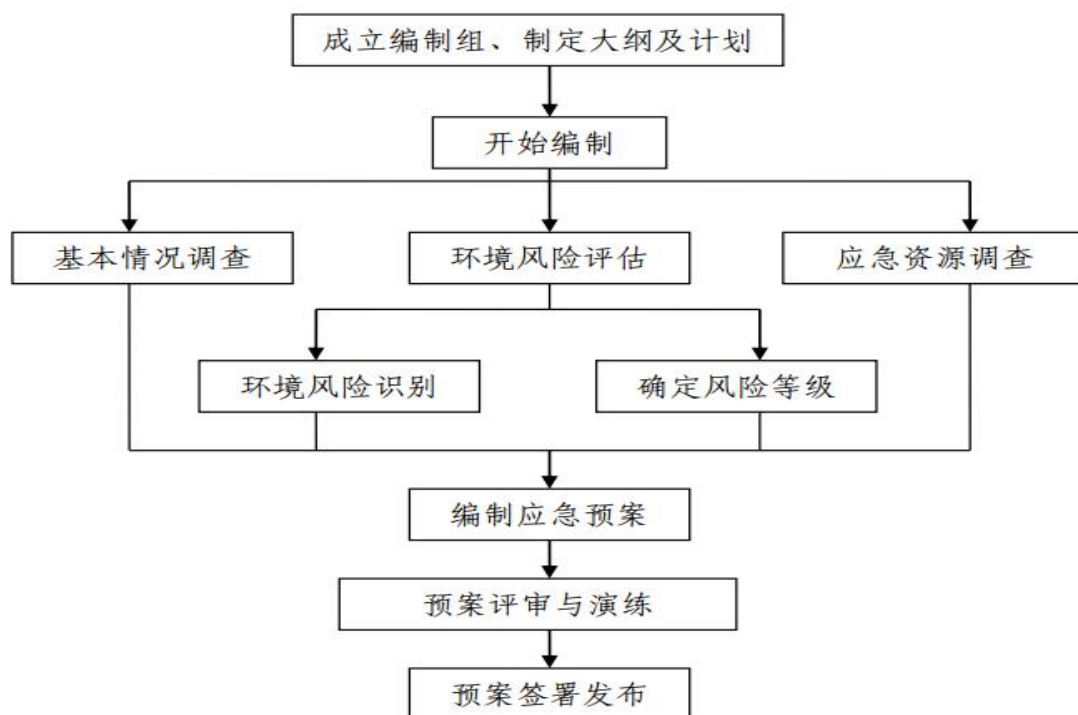 成立编制组、制定大纲及计划
开始编制
基本情况调查
环境风险评估
应急资源调查
环境风险识别
确定风险等级
编制应急预案
预案评审与演练
预案签署发布